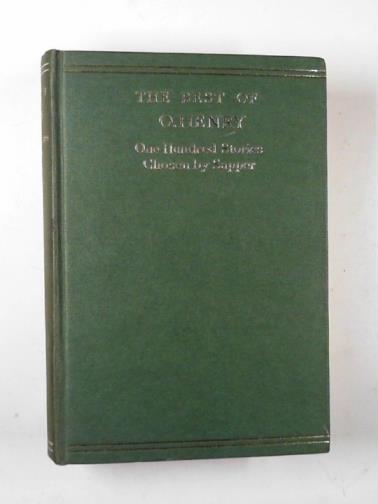 THE BEST OF
O.HENRY
One Hundred Stories
Chosen by Sapper